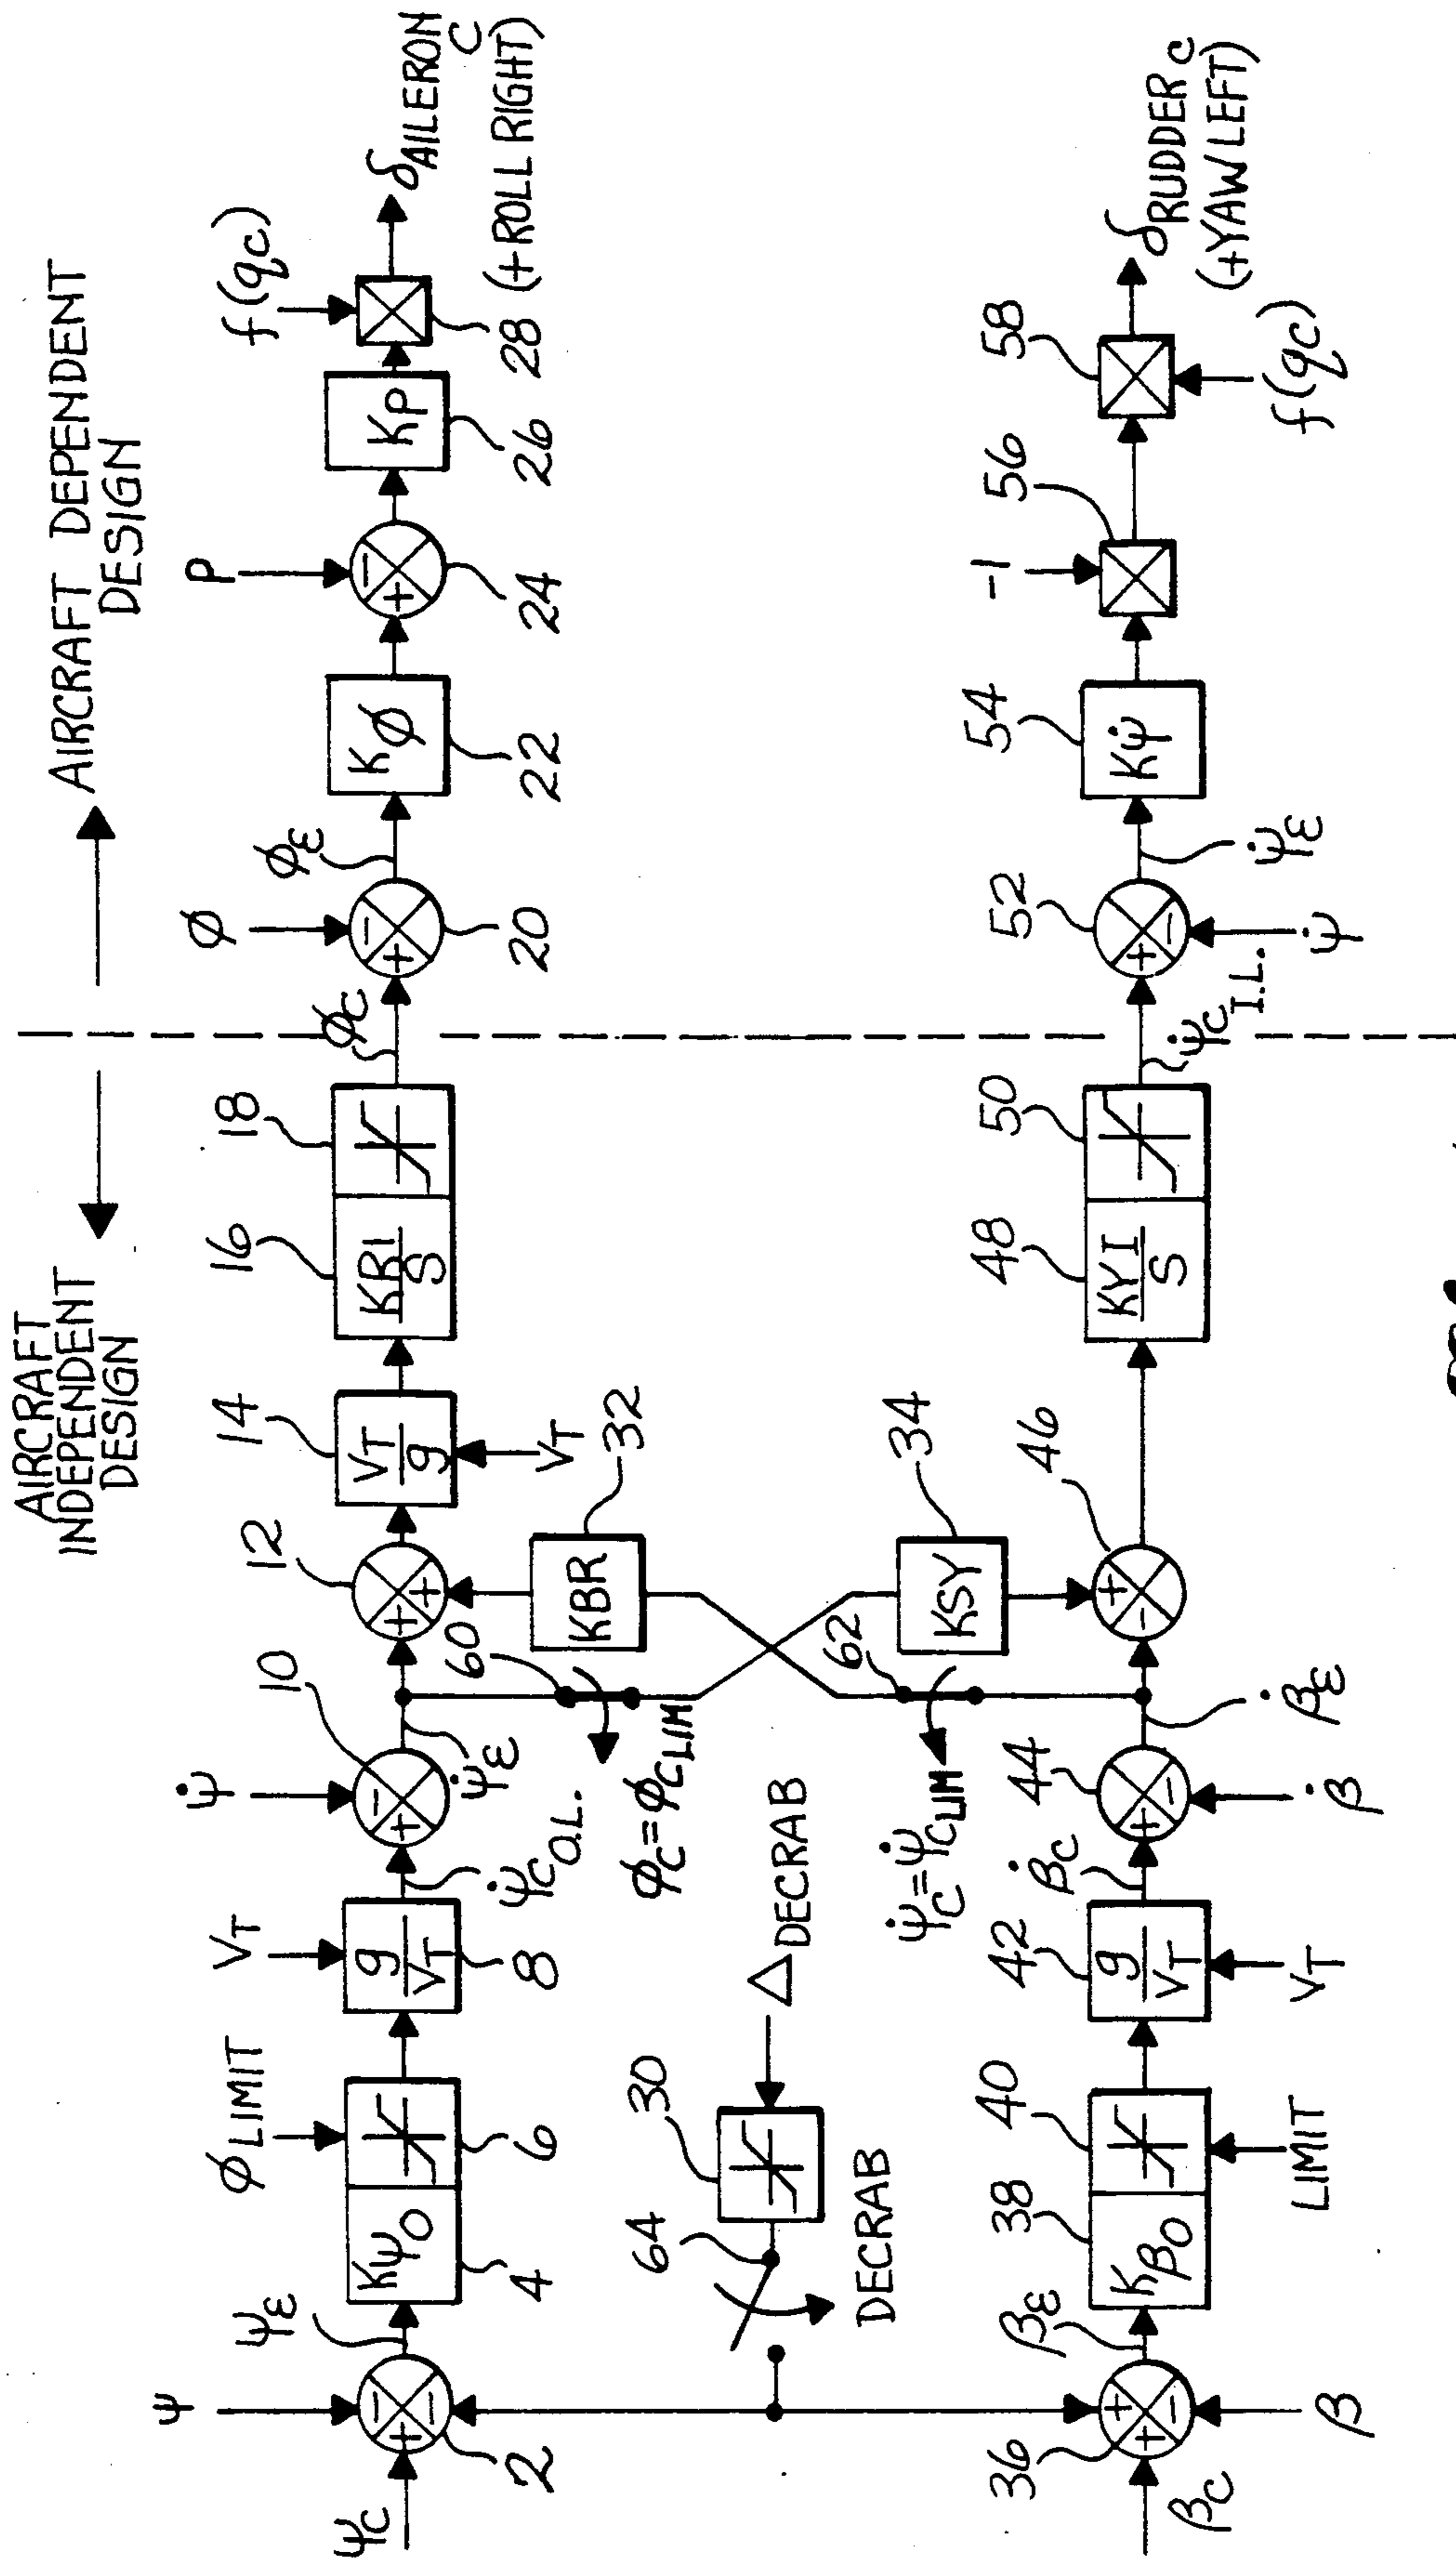 AIRCRAFT
INDEPENDENT
DESIGN
AIRCRAFT DEPENDENT
DESIGN
ψC
ψ
2
ψε
Kψ0
4
ϕLIMIT
6
VT
g/VT
8
ψ̇C O.L.
ψ̇
10
ψ̇ε
12
14
VT/g
VT
16
KRI/S
18
ϕC
ϕ
20
ϕε
Kϕ
22
P
24
KP
26
f(qc)
28
δAILERON C
(+ROLL RIGHT)
60
ϕC=ϕCLIM
KBR
32
KSY
34
62
ψ̇C=ψ̇CLIM
64
30
DECRAB
ΔDECRAB
βC
β
36
βε
Kβ0
38
40
LIMIT
42
g/VT
VT
β̇C
44
β̇
β̇ε
46
48
KYI/S
50
ψ̇C I.L.
52
ψ̇
ψ̇ε
54
Kψ̇
-1
56
58
f(qc)
δRUDDER C
(+YAW LEFT)